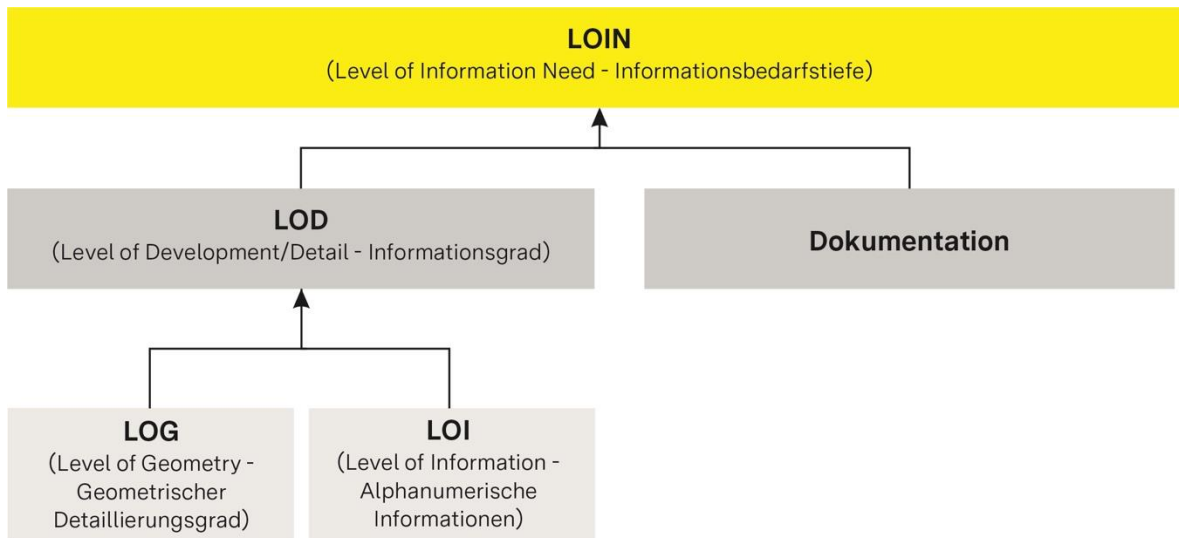 LOIN
(Level of Information Need - Informationsbedarfstiefe)
LOD
(Level of Development/Detail - Informationsgrad)
Dokumentation
LOG
(Level of Geometry -
Geometrischer
Detaillierungsgrad)
LOI
(Level of Information -
Alphanumerische
Informationen)